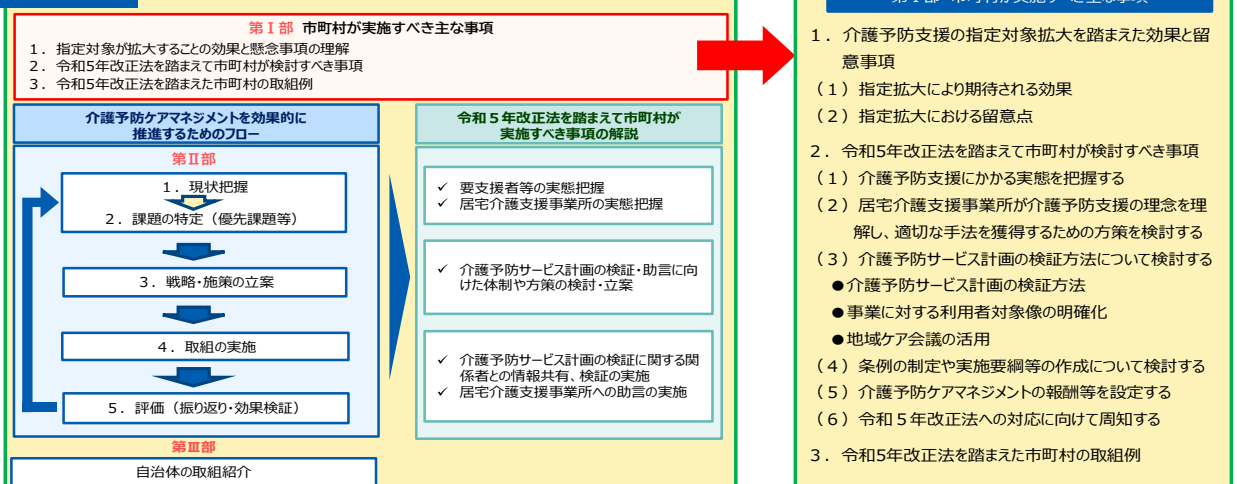 第Ⅰ部 市町村が実施すべき主な事項
1．指定対象が拡大することの効果と懸念事項の理解
2．令和5年改正法を踏まえて市町村が検討すべき事項
3．令和5年改正法を踏まえた市町村の取組例
介護予防ケアマネジメントを効果的に
推進するためのフロー
第Ⅱ部
1．現状把握
2．課題の特定（優先課題等）
3．戦略・施策の立案
4．取組の実施
5．評価（振り返り・効果検証）
第Ⅲ部
自治体の取組紹介
令和５年改正法を踏まえて市町村が
実施すべき事項の解説
✓ 要支援者等の実態把握
✓ 居宅介護支援事業所の実態把握
✓ 介護予防サービス計画の検証・助言に向
けた体制や方策の検討・立案
✓ 介護予防サービス計画の検証に関する関
係者との情報共有、検証の実施
✓ 居宅介護支援事業所への助言の実施
1．介護予防支援の指定対象拡大を踏まえた効果と留
意事項
（１）指定拡大により期待される効果
（２）指定拡大における留意点
2．令和5年改正法を踏まえて市町村が検討すべき事項
（１）介護予防支援にかかる実態を把握する
（２）居宅介護支援事業所が介護予防支援の理念を理
解し、適切な手法を獲得するための方策を検討する
（３）介護予防サービス計画の検証方法について検討する
●介護予防サービス計画の検証方法
●事業に対する利用者対象像の明確化
●地域ケア会議の活用
（４）条例の制定や実施要綱等の作成について検討する
（５）介護予防ケアマネジメントの報酬等を設定する
（６）令和５年改正法への対応に向けて周知する
3．令和5年改正法を踏まえた市町村の取組例